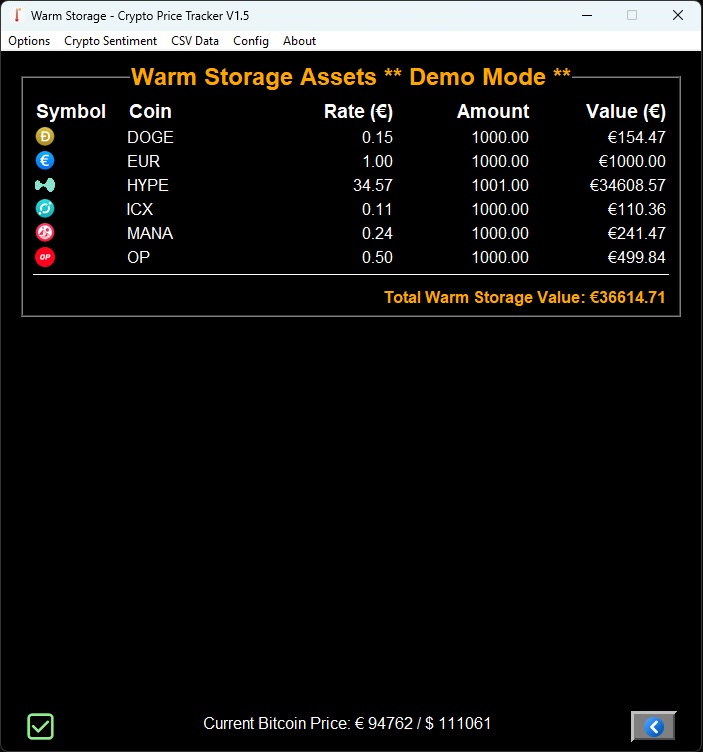 Warm Storage - Crypto Price Tracker V1.5
Options Crypto Sentiment CSV Data Config About
Warm Storage Assets ** Demo Mode **
Symbol Coin Rate (€) Amount Value (€)
DOGE 0.15 1000.00 €154.47
EUR 1.00 1000.00 €1000.00
HYPE 34.57 1001.00 €34608.57
ICX 0.11 1000.00 €110.36
MANA 0.24 1000.00 €241.47
OP OP 0.50 1000.00 €499.84
Total Warm Storage Value: €36614.71
Current Bitcoin Price: € 94762 / $ 111061